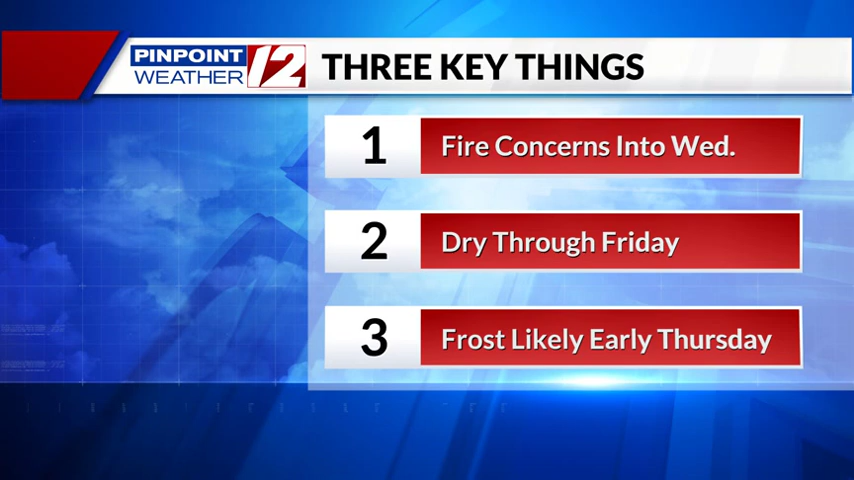 PINPOINT
WEATHER 12
THREE KEY THINGS
1 Fire Concerns Into Wed.
2 Dry Through Friday
3 Frost Likely Early Thursday